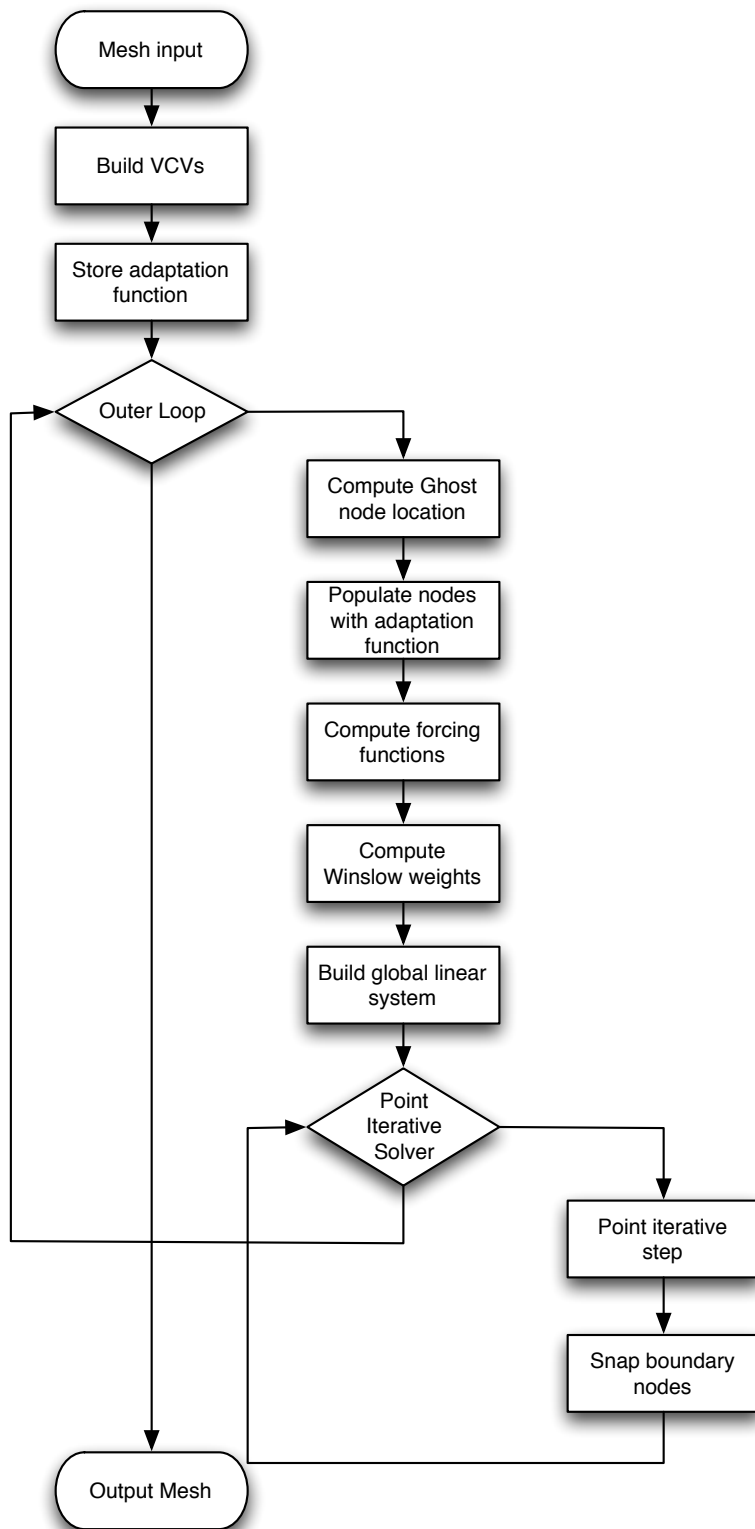 Mesh input
Build VCVs
Store adaptation
function
Outer Loop
Compute Ghost
node location
Populate nodes
with adaptation
function
Compute forcing
functions
Compute
Winslow weights
Build global linear
system
Point
Iterative
Solver
Point iterative
step
Snap boundary
nodes
Output Mesh